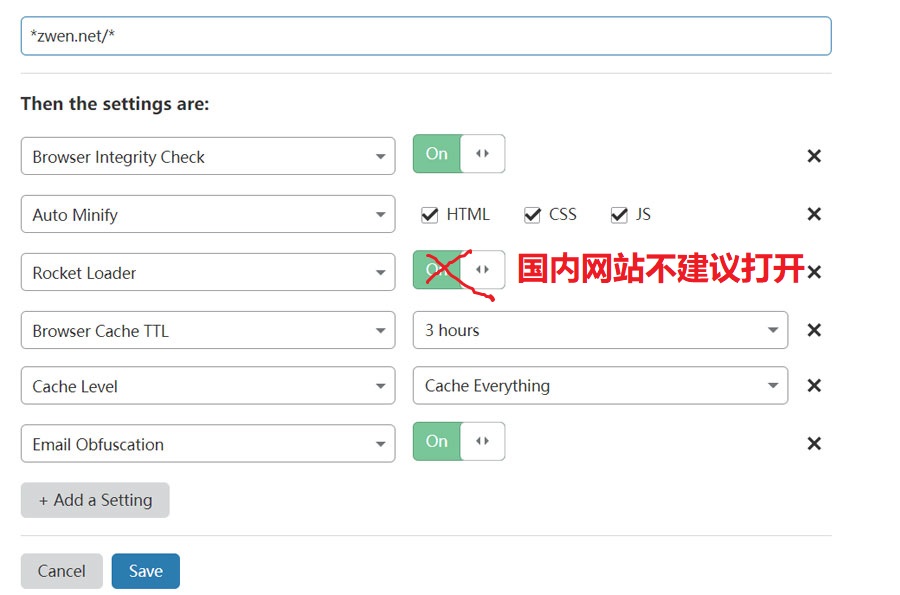 *zwen.net/*
Then the settings are:
Browser Integrity Check On
Auto Minify HTML CSS JS
Rocket Loader On 国内网站不建议打开
Browser Cache TTL 3 hours
Cache Level Cache Everything
Email Obfuscation On
+ Add a Setting
Cancel Save